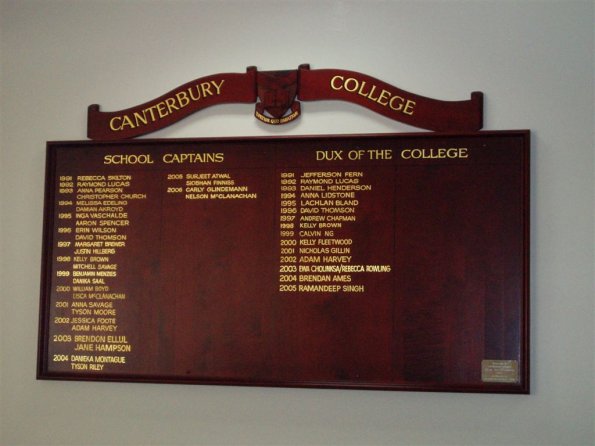 CANTERBURY COLLEGE
SCHOOL CAPTAINS
1991 REBECCA SKILTON
1992 RAYMOND LUCAS
1993 ANNA PEARSON
CHRISTOPHER CHURCH
1994 MELISSA EDELING
DAMIAN AKROYD
1995 INGA VASCHALDE
AARON SPENCER
1996 ERIN WILSON
DAVID THOMSON
1997 MARGARET BREWER
JUSTIN HILLBERG
1998 KELLY BROWN
MITCHELL SAVAGE
1999 BENJAMIN MENZIES
DANIKA SAAL
2000 WILLIAM BOYD
LISCA McCLANACHAN
2001 ANNA SAVAGE
TYSON MOORE
2002 JESSICA FOOTE
ADAM HARVEY
2003 BRENDON ELLUL
JANE HAMPSON
2004 DANIEKA MONTAGUE
TYSON RILEY
2005 SURJEET ATWAL
SIOBHAN FINNISS
2006 CARLY GLINDEMANN
NELSON McCLANACHAN
DUX OF THE COLLEGE
1991 JEFFERSON FERN
1992 RAYMOND LUCAS
1993 DANIEL HENDERSON
1994 ANNA LIDSTONE
1995 LACHLAN BLAND
1996 DAVID THOMSON
1997 ANDREW CHAPMAN
1998 KELLY BROWN
1999 CALVIN NG
2000 KELLY FLEETWOOD
2001 NICHOLAS GILLIN
2002 ADAM HARVEY
2003 EWA CHOLINKSA/REBECCA ROWLING
2004 BRENDAN AMES
2005 RAMANDEEP SINGH